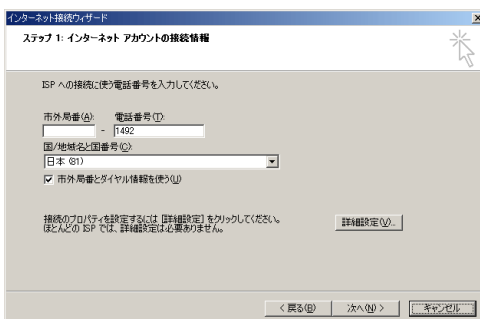 インターネット接続ウィザード
ステップ 1: インターネット アカウントの接続情報
ISP への接続に使う電話番号を入力してください。
市外局番(A): 電話番号(T):
- 1492
国/地域名と国番号(C):
日本 (81)
市外局番とダイヤル情報を使う(U)
接続のプロパティを設定するには [詳細設定] をクリックしてください。
ほとんどの ISP では、詳細設定は必要ありません。
詳細設定(V)...
< 戻る(B) 次へ(N) > キャンセル